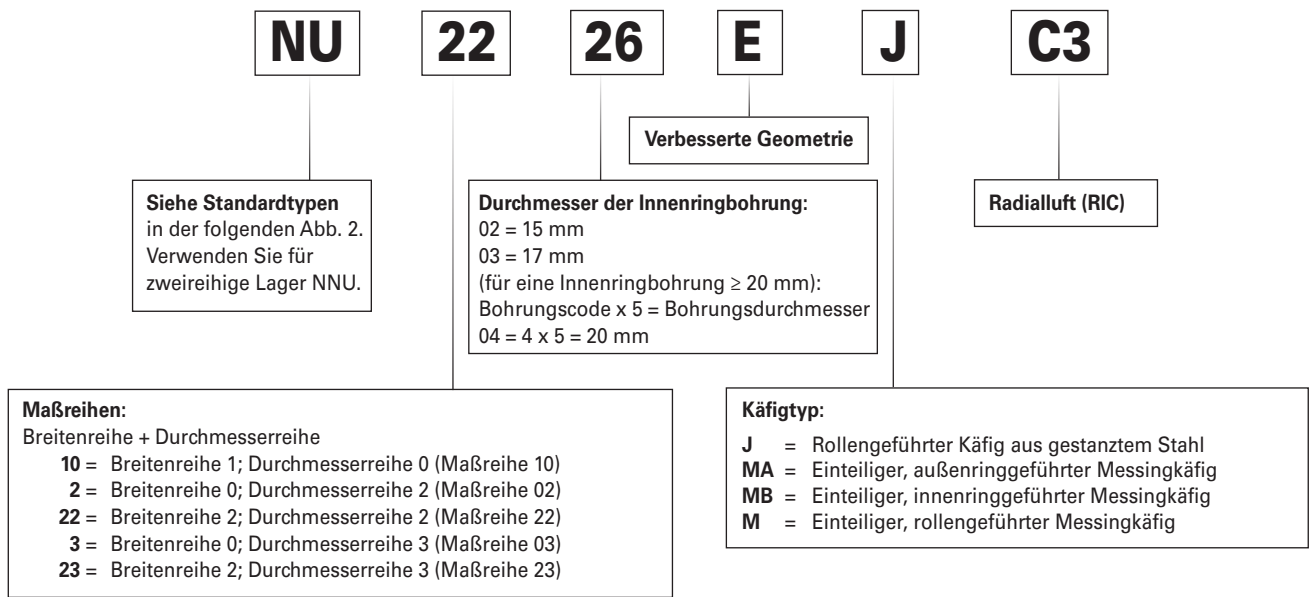 NU 22 26 E J C3
Verbesserte Geometrie
Siehe Standardtypen
in der folgenden Abb. 2.
Verwenden Sie für
zweireihige Lager NNU.
Durchmesser der Innenringbohrung:
02 = 15 mm
03 = 17 mm
(für eine Innenringbohrung ≥ 20 mm):
Bohrungscode x 5 = Bohrungsdurchmesser
04 = 4 x 5 = 20 mm
Radialluft (RIC)
Maßreihen:
Breitenreihe + Durchmesserreihe
10 = Breitenreihe 1; Durchmesserreihe 0 (Maßreihe 10)
2 = Breitenreihe 0; Durchmesserreihe 2 (Maßreihe 02)
22 = Breitenreihe 2; Durchmesserreihe 2 (Maßreihe 22)
3 = Breitenreihe 0; Durchmesserreihe 3 (Maßreihe 03)
23 = Breitenreihe 2; Durchmesserreihe 3 (Maßreihe 23)
Käfigtyp:
J = Rollengeführter Käfig aus gestanztem Stahl
MA = Einteiliger, außenringgeführter Messingkäfig
MB = Einteiliger, innenringgeführter Messingkäfig
M = Einteiliger, rollengeführter Messingkäfig